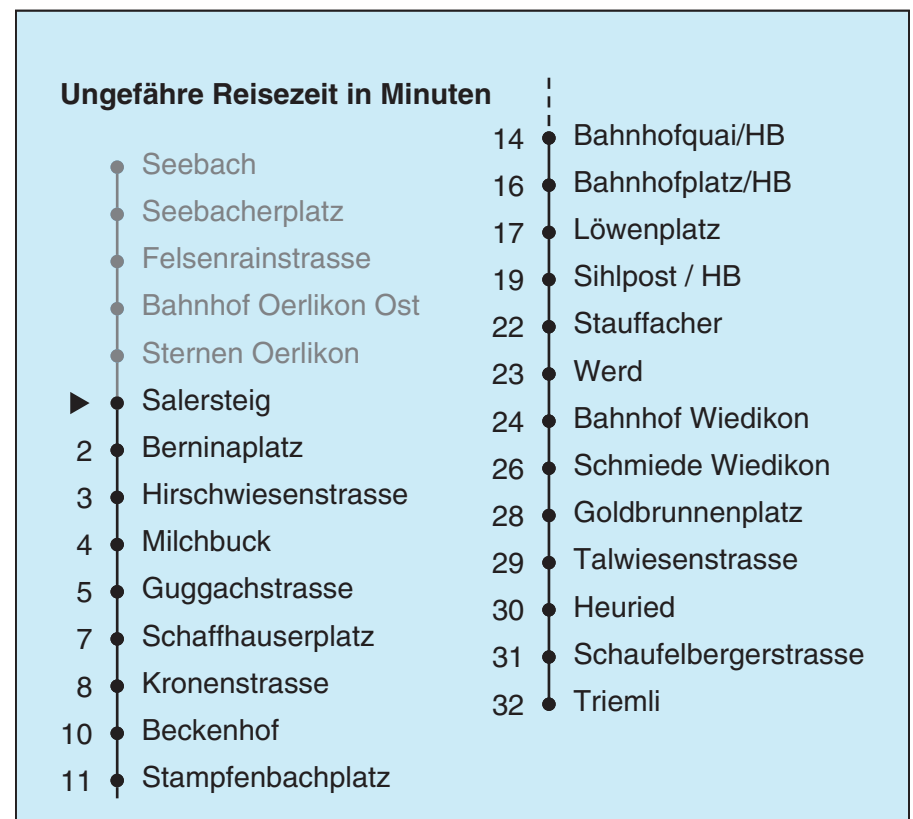 Ungefähre Reisezeit in Minuten
Seebach
Seebacherplatz
Felsenrainstrasse
Bahnhof Oerlikon Ost
Sternen Oerlikon
Salersteig
2 Berninaplatz
3 Hirschwiesenstrasse
4 Milchbuck
5 Guggachstrasse
7 Schaffhauserplatz
8 Kronenstrasse
10 Beckenhof
11 Stampfenbachplatz
14 Bahnhofquai/HB
16 Bahnhofplatz/HB
17 Löwenplatz
19 Sihlpost / HB
22 Stauffacher
23 Werd
24 Bahnhof Wiedikon
26 Schmiede Wiedikon
28 Goldbrunnenplatz
29 Talwiesenstrasse
30 Heuried
31 Schaufelbergerstrasse
32 Triemli